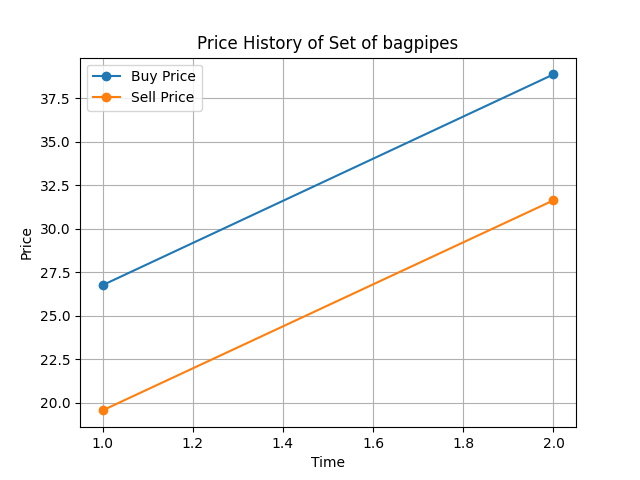 Price History of Set of bagpipes
Buy Price
Sell Price
Price
37.5
35.0
32.5
30.0
27.5
25.0
22.5
20.0
1.0 1.2 1.4 1.6 1.8 2.0
Time